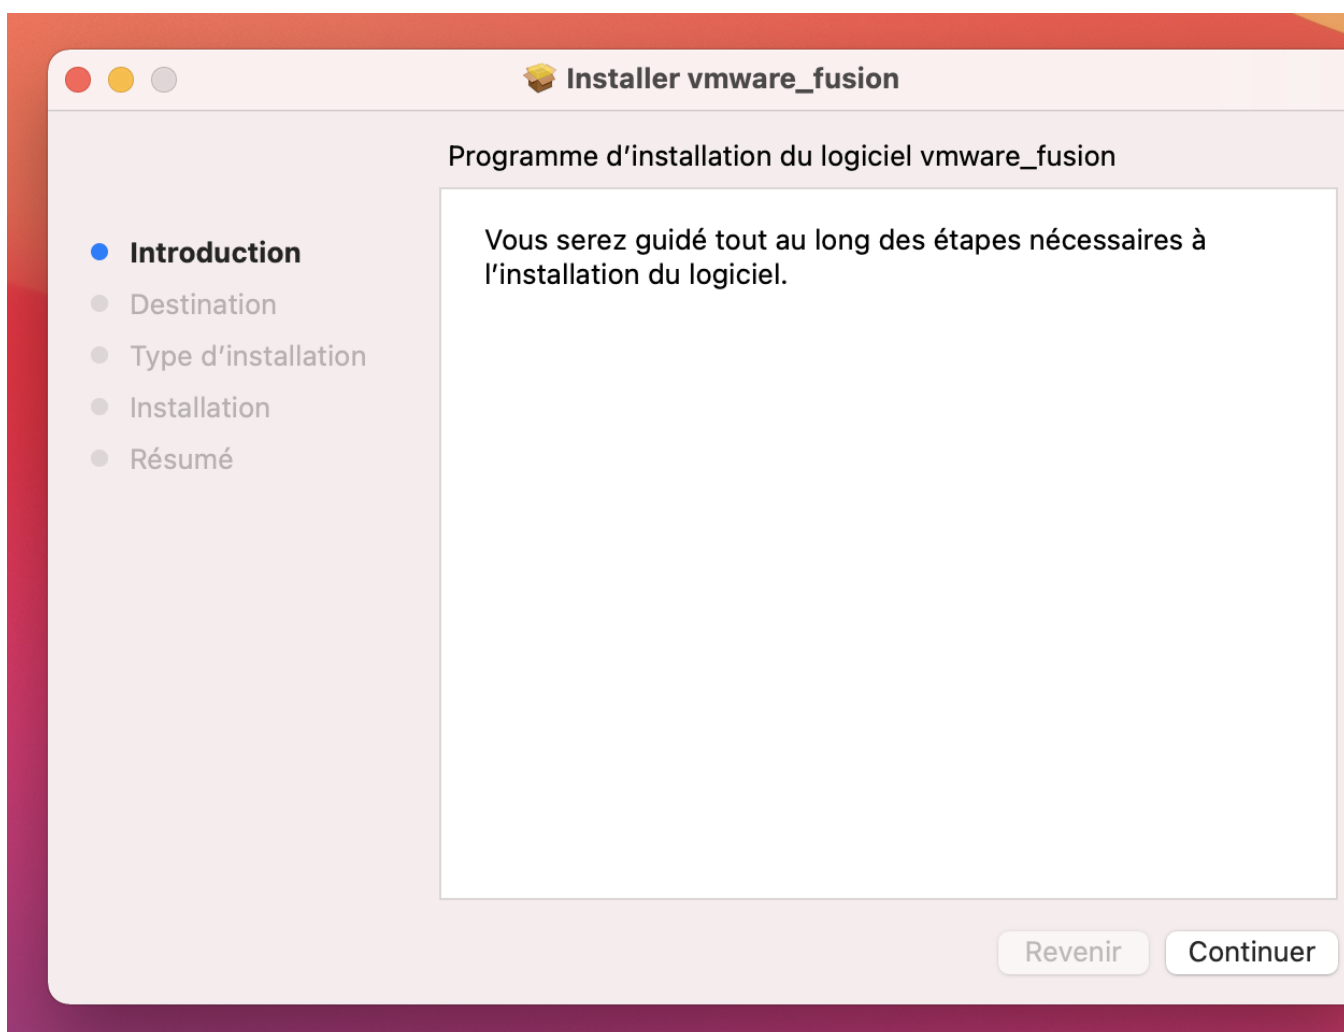 Installer vmware_fusion
Programme d’installation du logiciel vmware_fusion
Introduction
Destination
Type d’installation
Installation
Résumé
Vous serez guidé tout au long des étapes nécessaires à
l’installation du logiciel.
Revenir
Continuer